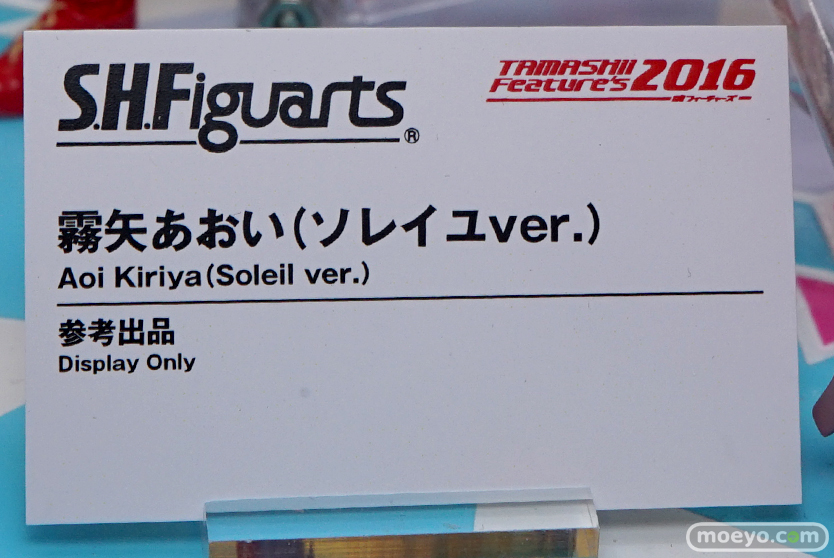 S.H.Figuarts®
TAMASHII
Feature's 2016
魂フィーチャーズ
霧矢あおい(ソレイユver.)
Aoi Kiriya(Soleil ver.)
参考出品
Display Only
moeyo.com